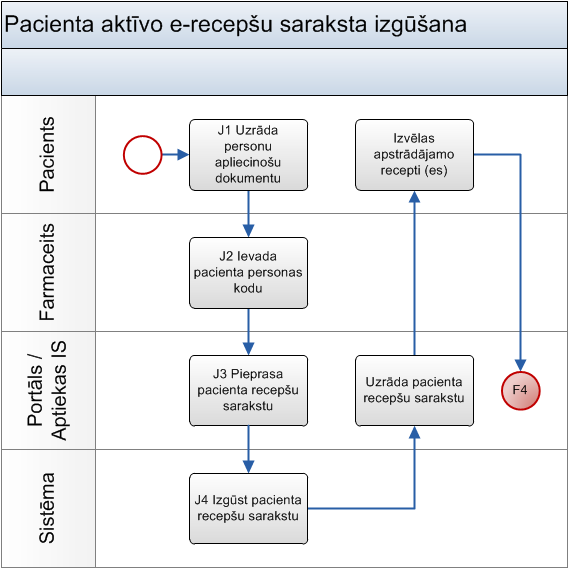 Pacienta aktīvo e-recepšu saraksta izgūšana
Pacients
J1 Uzrāda
personu
apliecinošu
dokumentu
Izvēlas
apstrādājamo
recepti (es)
Farmaceits
J2 Ievada
pacienta personas
kodu
Portāls /
Aptiekas IS
J3 Pieprasa
pacienta recepšu
sarakstu
Uzrāda pacienta
recepšu sarakstu
F4
Sistēma
J4 Izgūst pacienta
recepšu sarakstu